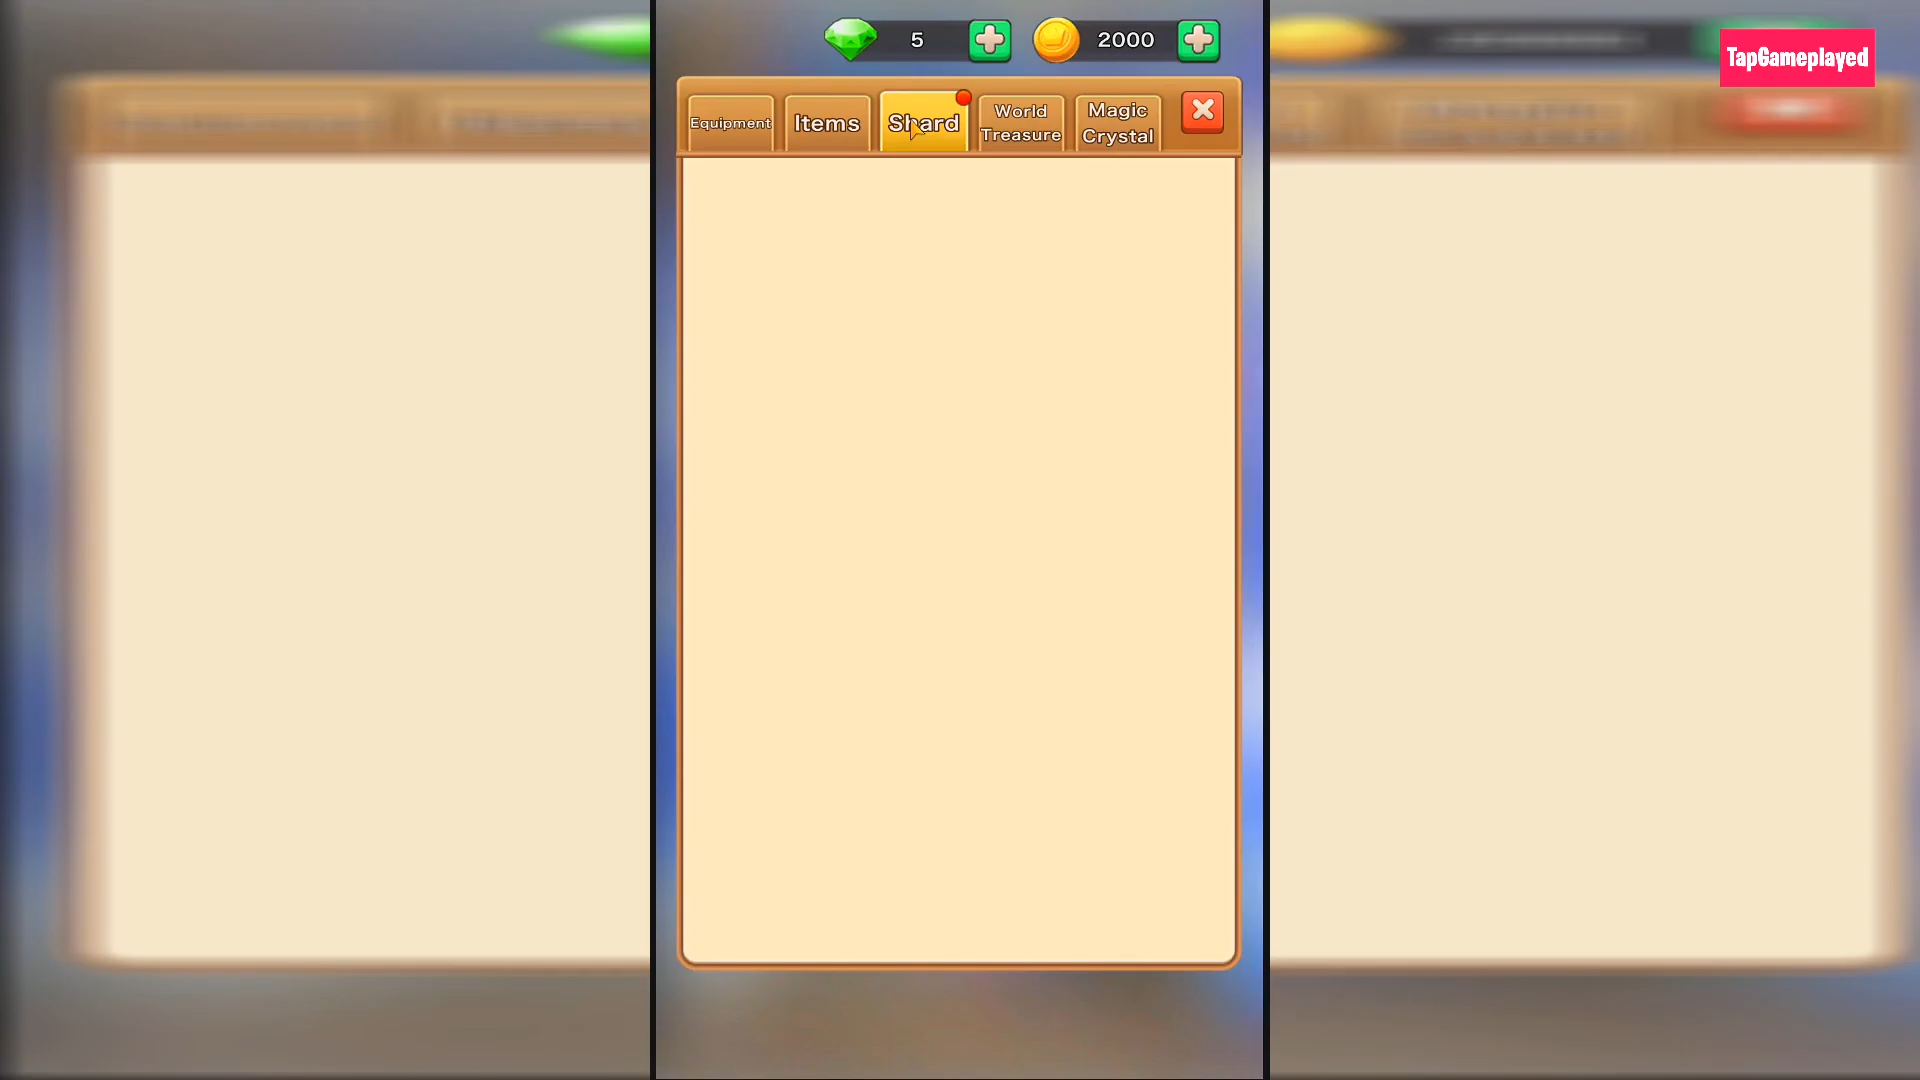 5
2000
TapGameplayed
Equipment
Items
Shard
World
Treasure
Magic
Crystal